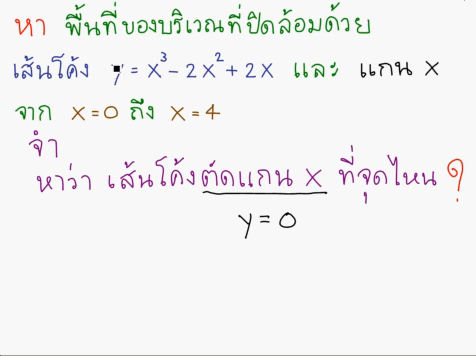 หา พื้นที่ของบริเวณที่ปิดล้อมด้วย
เส้นโค้ง y = x³ - 2x² + 2x และ แกน x
จาก x=0 ถึง x=4
จำ
หาว่า เส้นโค้งตัดแกน x ที่จุดไหน ?
y = 0